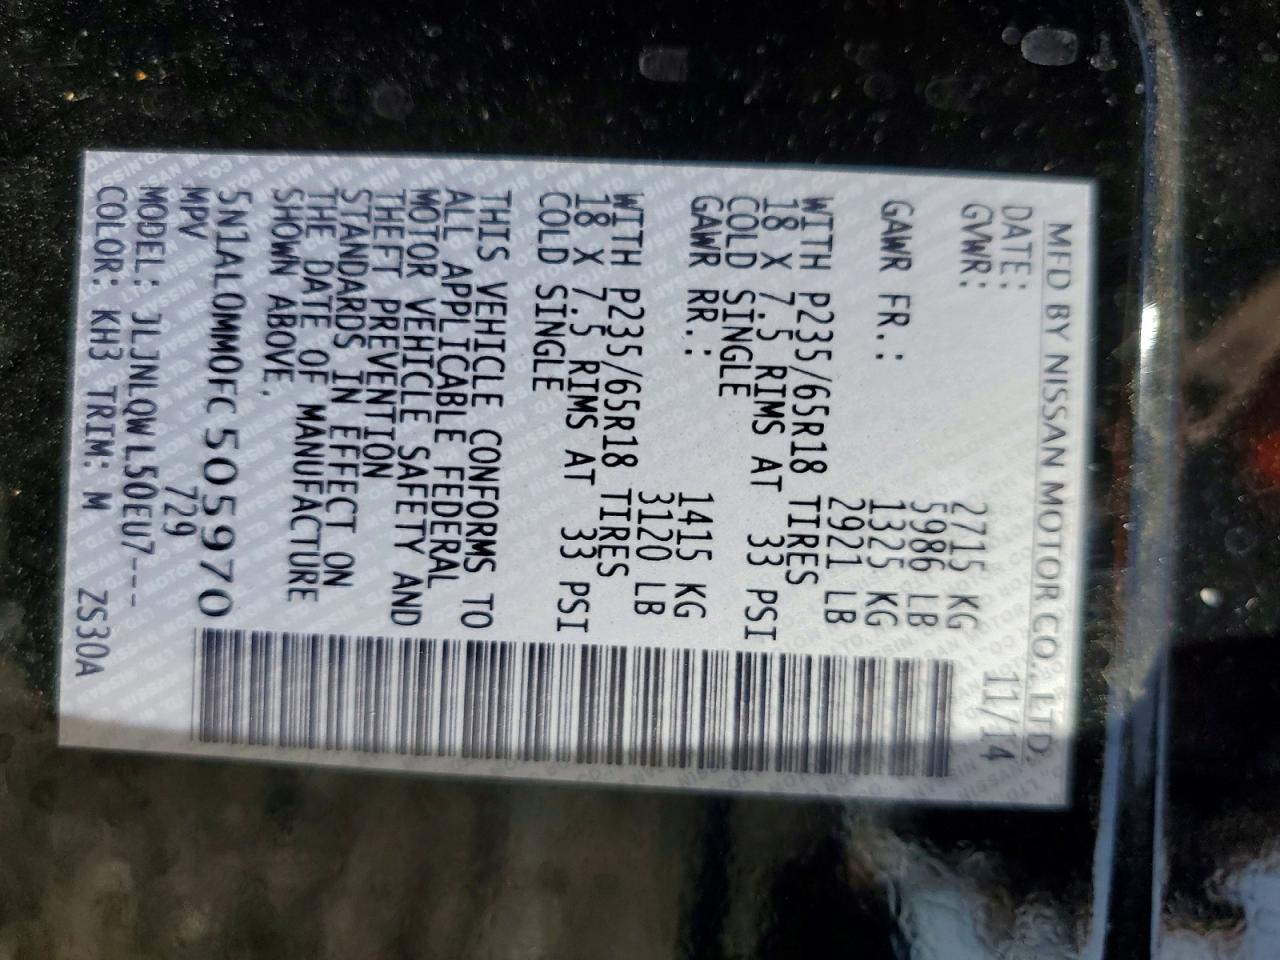 MFD BY NISSAN MOTOR CO., LTD.
DATE: 11/14
GVWR: 2715 KG
5986 LB
GAWR FR.: 1325 KG
2921 LB
WITH P235/65R18 TIRES
18 X 7.5 RIMS AT 33 PSI
COLD SINGLE
GAWR RR.: 1415 KG
3120 LB
WITH P235/65R18 TIRES
18 X 7.5 RIMS AT 33 PSI
COLD SINGLE
THIS VEHICLE CONFORMS TO
ALL APPLICABLE FEDERAL
MOTOR VEHICLE SAFETY AND
THEFT PREVENTION
STANDARDS IN EFFECT ON
THE DATE OF MANUFACTURE
SHOWN ABOVE.
5N1AL0MM0FC505970
MPV 729
MODEL: JLJNLQWL50EU7---
COLOR: KH3 TRIM: M ZS30A